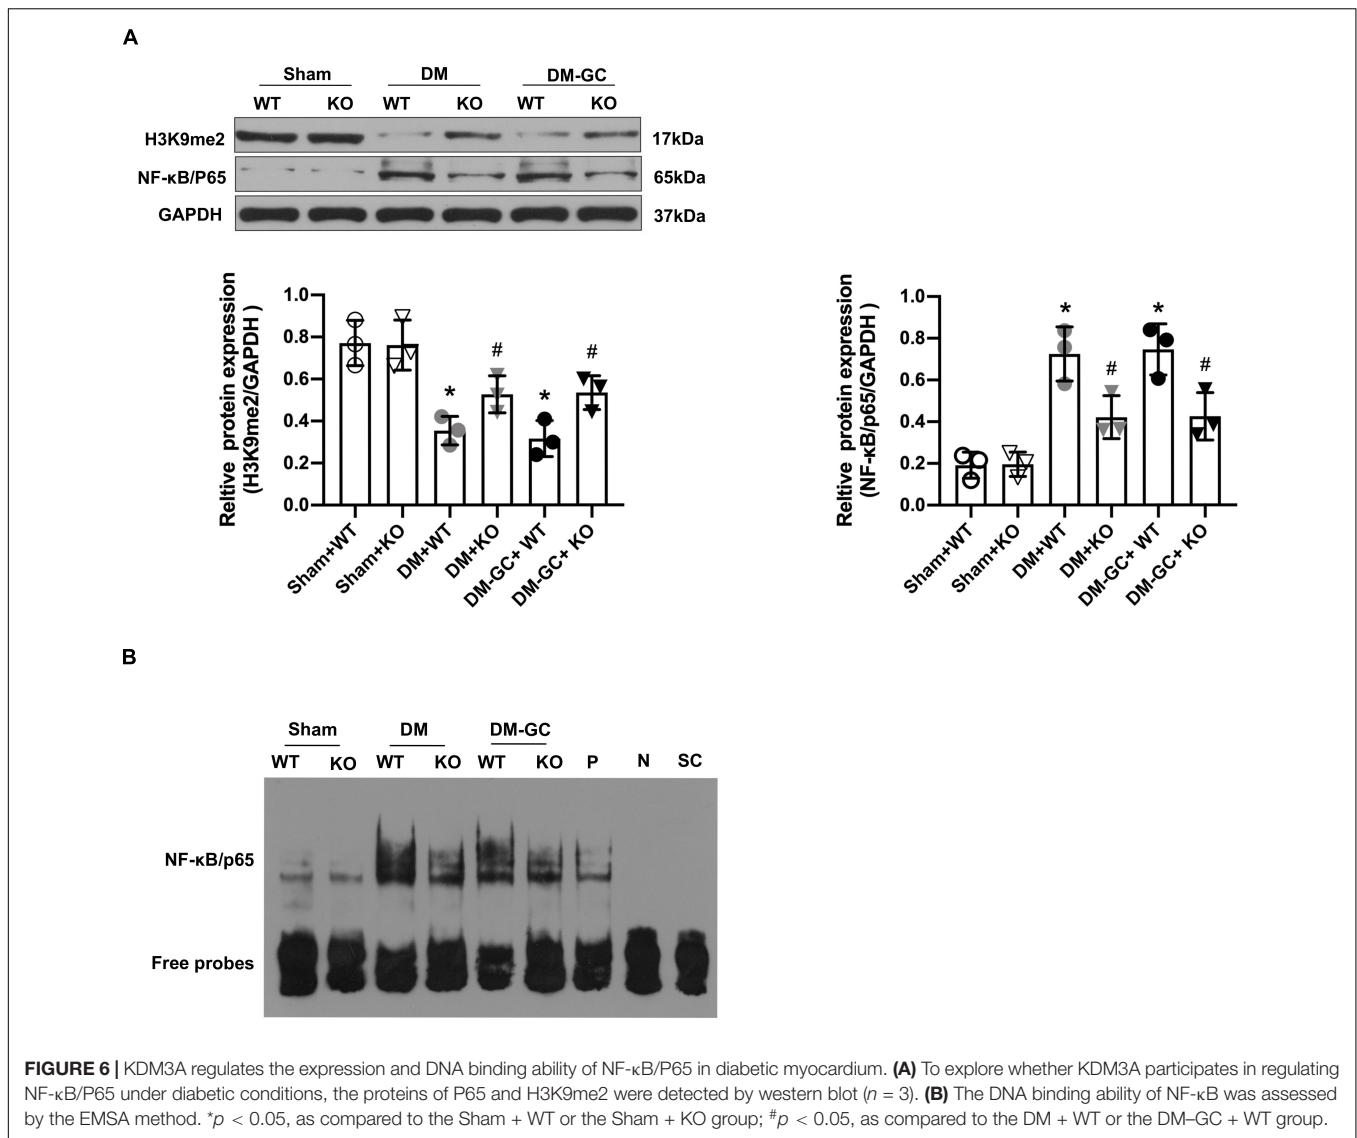 A
Sham DM DM-GC
WT KO WT KO WT KO
H3K9me2 17kDa
NF-κB/P65 65kDa
GAPDH 37kDa
Reltive protein expression
(H3K9me2/GAPDH )
1.0
0.8
0.6
0.4
0.2
0.0
* # * #
Sham+WT
Sham+KO
DM+WT
DM+KO
DM-GC+ WT
DM-GC+ KO
Reltive protein expression
(NF-κB/p65/GAPDH )
1.0
0.8
0.6
0.4
0.2
0.0
* # * #
Sham+WT
Sham+KO
DM+WT
DM+KO
DM-GC+ WT
DM-GC+ KO
B
Sham DM DM-GC
WT KO WT KO WT KO P N SC
NF-κB/p65
Free probes
FIGURE 6 | KDM3A regulates the expression and DNA binding ability of NF-κB/P65 in diabetic myocardium. (A) To explore whether KDM3A participates in regulating
NF-κB/P65 under diabetic conditions, the proteins of P65 and H3K9me2 were detected by western blot (n = 3). (B) The DNA binding ability of NF-κB was assessed
by the EMSA method. *p < 0.05, as compared to the Sham + WT or the Sham + KO group; #p < 0.05, as compared to the DM + WT or the DM–GC + WT group.